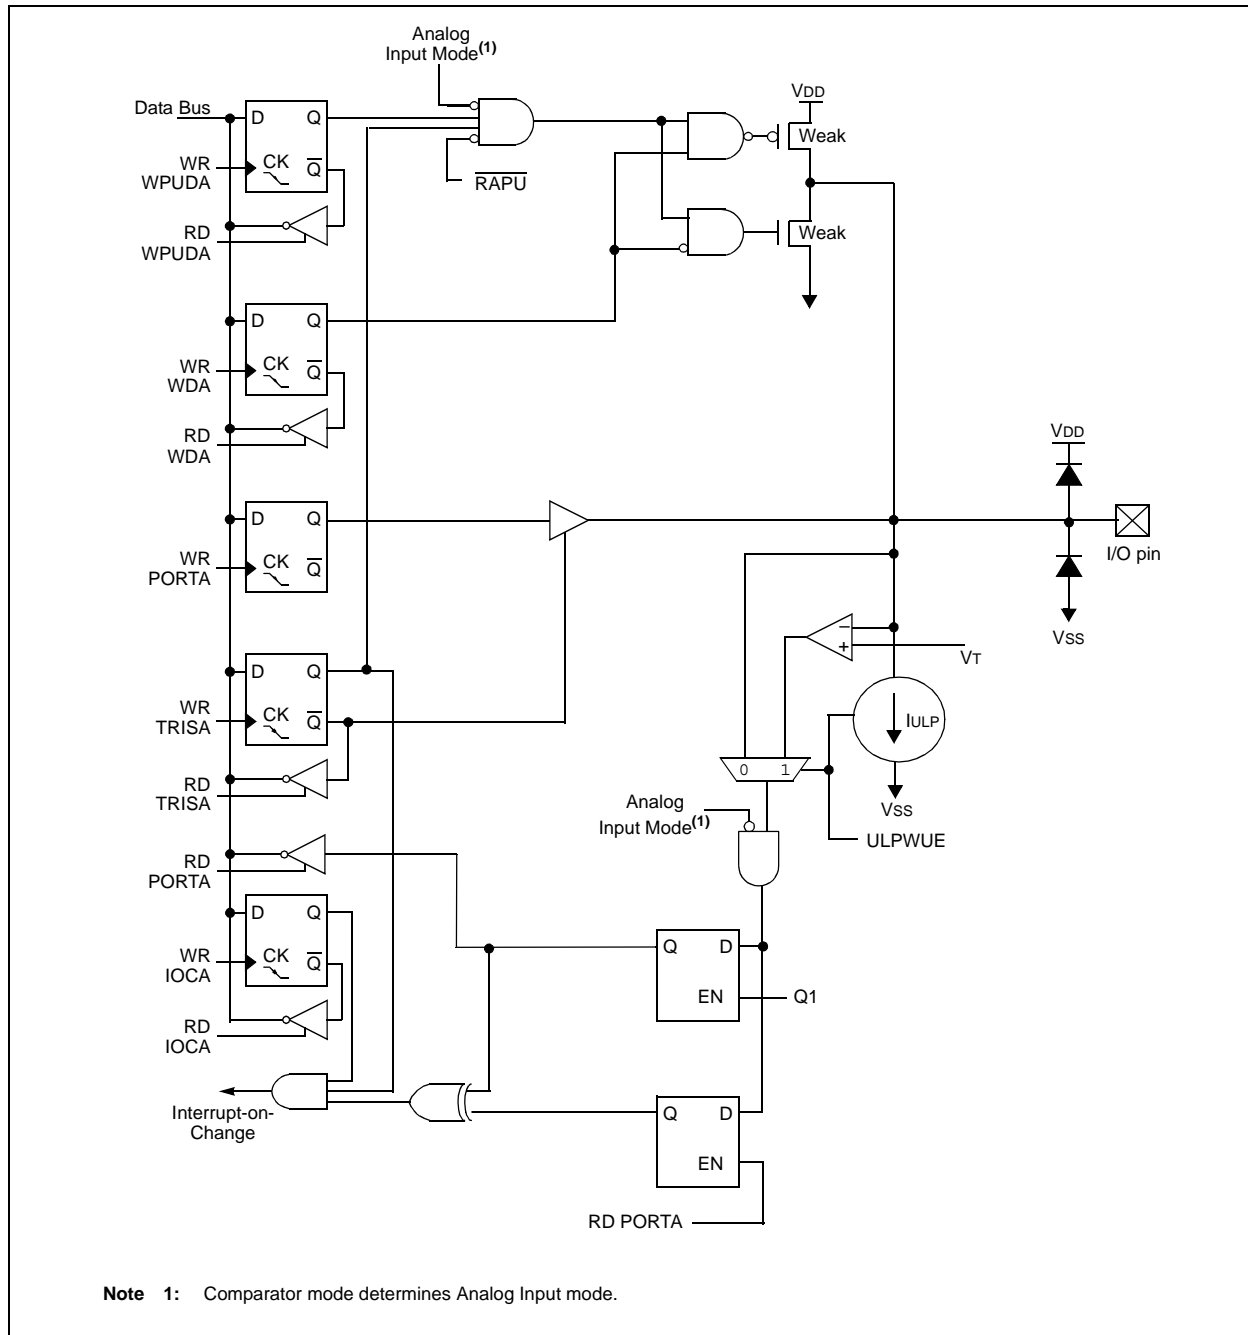 Analog
Input Mode(1)
VDD
Data Bus
D Q
Weak
WR
WPUDA
CK Q̅
R̅A̅P̅U̅
RD
WPUDA
Weak
D Q
WR
WDA
CK Q̅
RD
WDA
VDD
D Q
WR
PORTA
CK Q̅
I/O pin
VSS
− +
VT
D Q
WR
TRISA
CK Q̅
IULP
0 1
RD
TRISA
VSS
Analog
Input Mode(1)
ULPWUE
RD
PORTA
D Q
WR
IOCA
CK Q̅
Q D
EN
Q1
RD
IOCA
Interrupt-on-
Change
Q D
EN
RD PORTA
Note 1: Comparator mode determines Analog Input mode.